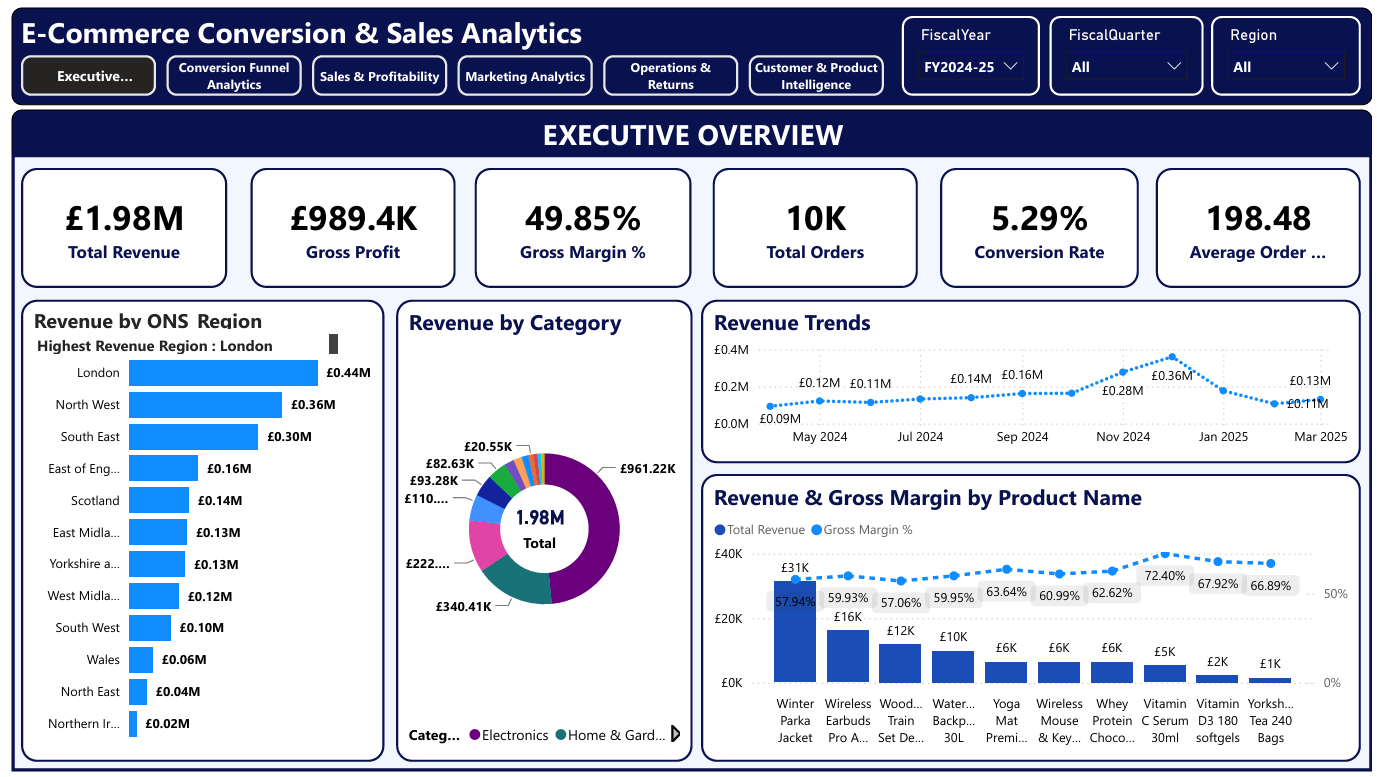 E-Commerce Conversion & Sales Analytics
Executive...
Conversion Funnel
Analytics
Sales & Profitability
Marketing Analytics
Operations &
Returns
Customer & Product
Intelligence
FiscalYear
FY2024-25
FiscalQuarter
All
Region
All
EXECUTIVE OVERVIEW
£1.98M
Total Revenue
£989.4K
Gross Profit
49.85%
Gross Margin %
10K
Total Orders
5.29%
Conversion Rate
198.48
Average Order ...
Revenue by ONS_Region
Highest Revenue Region : London
London £0.44M
North West £0.36M
South East £0.30M
East of Eng... £0.16M
Scotland £0.14M
East Midla... £0.13M
Yorkshire a... £0.13M
West Midla... £0.12M
South West £0.10M
Wales £0.06M
North East £0.04M
Northern Ir... £0.02M
Revenue by Category
£20.55K
£82.63K
£93.28K
£110....
£222....
£340.41K
£961.22K
1.98M
Total
Categ... Electronics Home & Gard...
Revenue Trends
£0.4M
£0.2M
£0.0M
£0.09M
£0.12M
£0.11M
£0.14M
£0.16M
£0.28M
£0.36M
£0.11M
£0.13M
May 2024
Jul 2024
Sep 2024
Nov 2024
Jan 2025
Mar 2025
Revenue & Gross Margin by Product Name
Total Revenue Gross Margin %
£40K
£20K
£0K
50%
0%
£31K
£16K
£12K
£10K
£6K
£6K
£6K
£5K
£2K
£1K
57.94%
59.93%
57.06%
59.95%
63.64%
60.99%
62.62%
72.40%
67.92%
66.89%
Winter
Parka
Jacket
Wireless
Earbuds
Pro A...
Wood...
Train
Set De...
Water...
Backp...
30L
Yoga
Mat
Premi...
Wireless
Mouse
& Key...
Whey
Protein
Choco...
Vitamin
C Serum
30ml
Vitamin
D3 180
softgels
Yorksh...
Tea 240
Bags